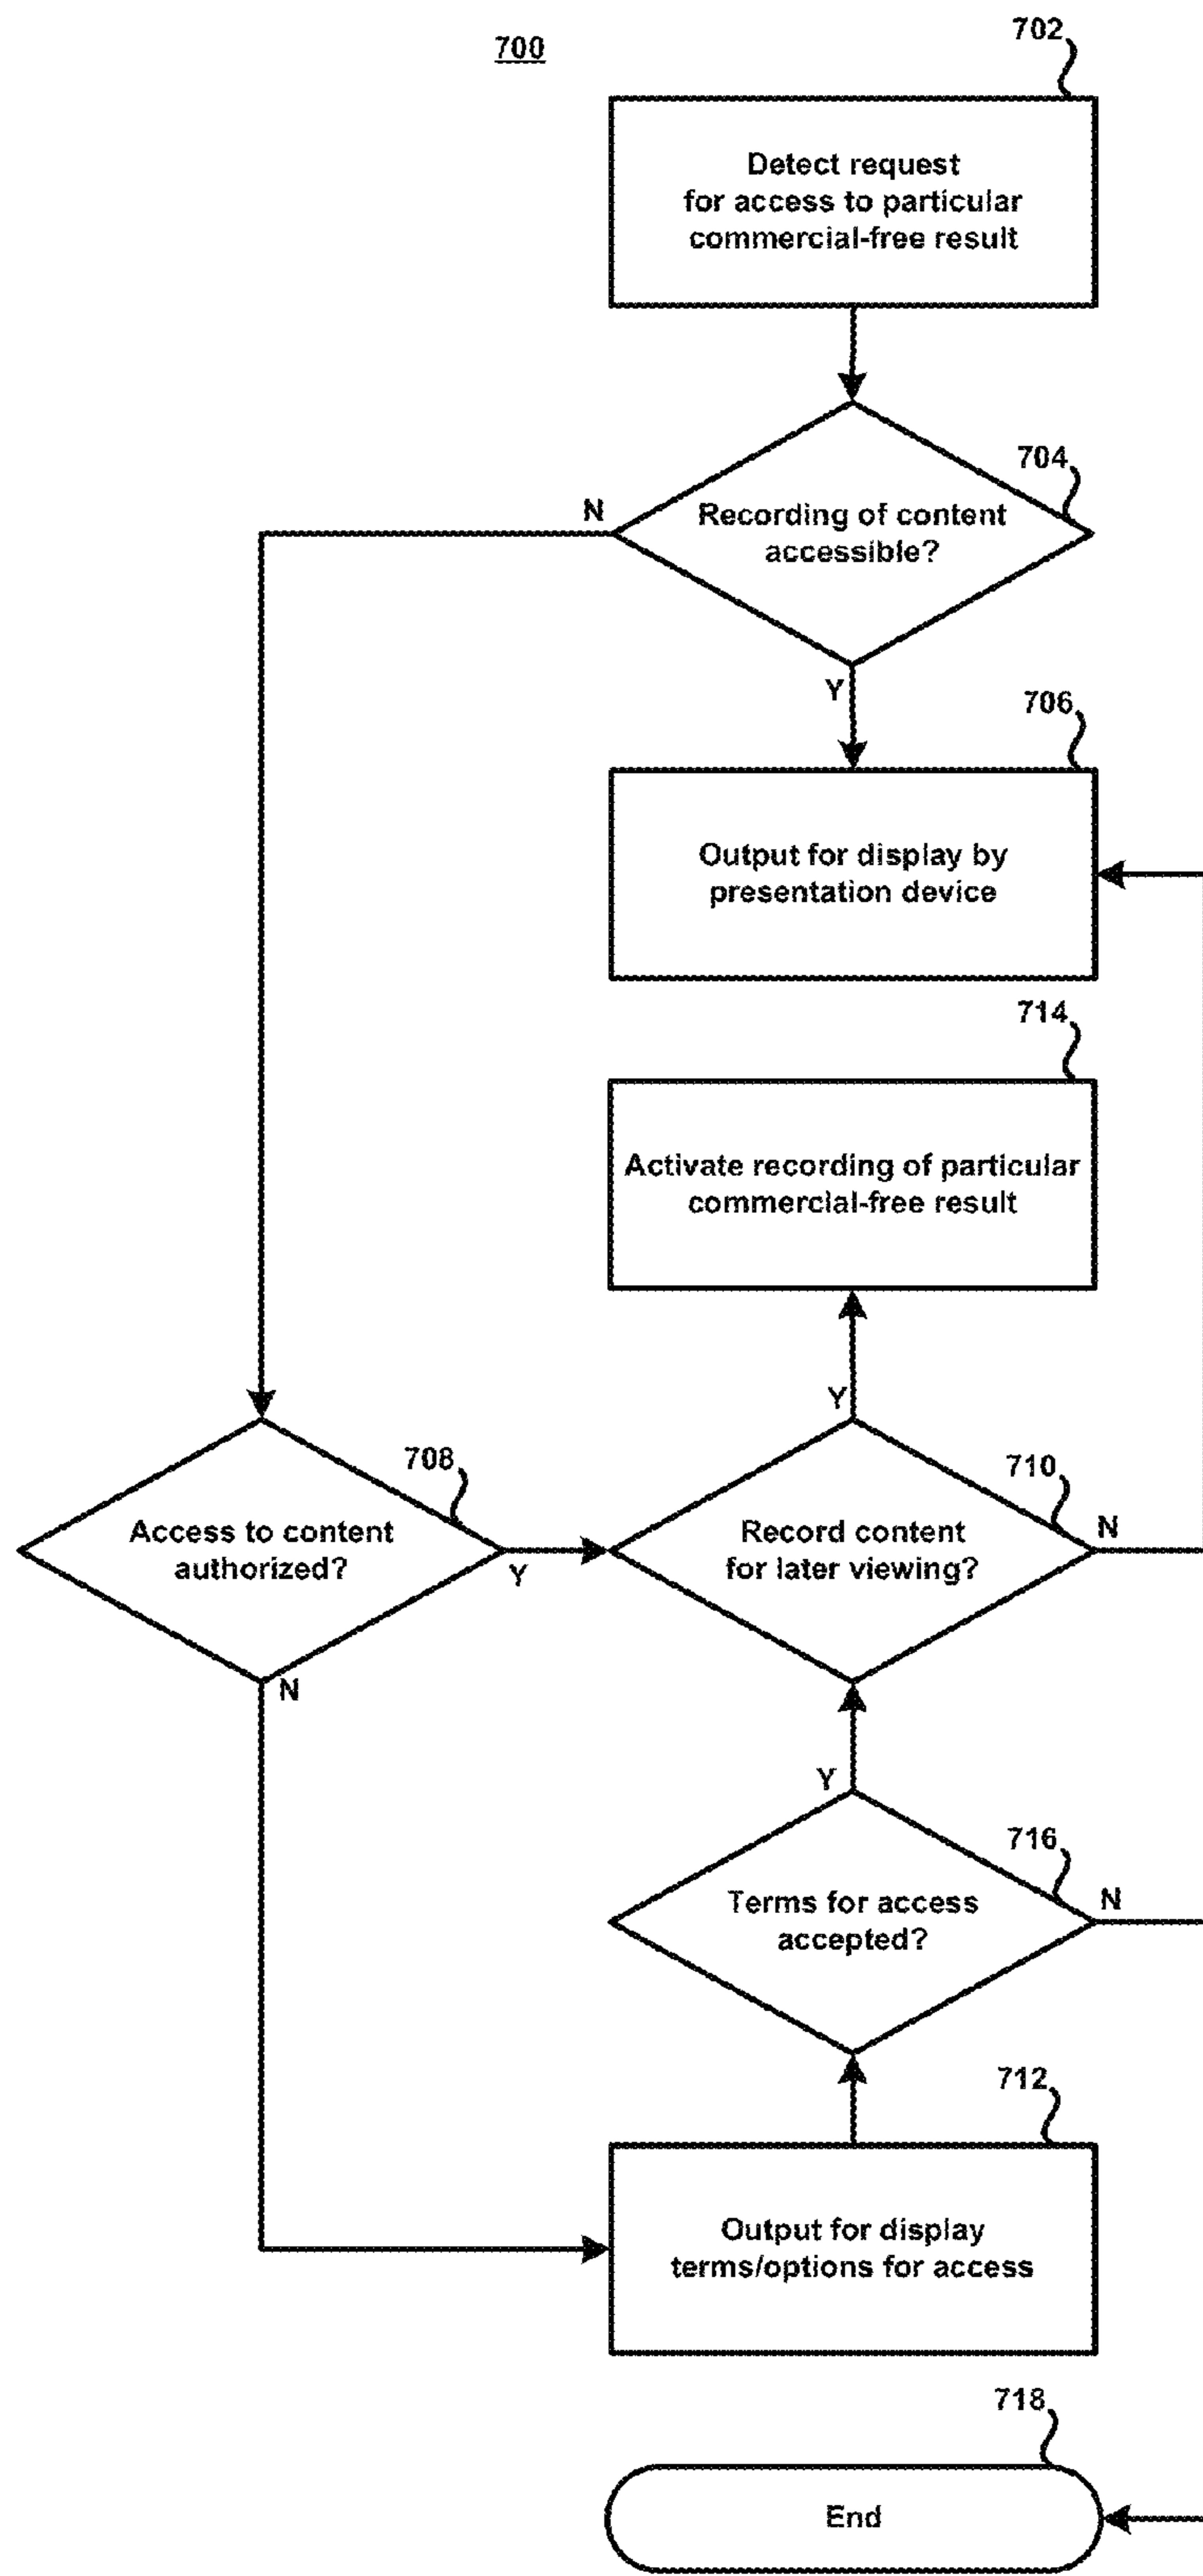 700
702
Detect request
for access to particular
commercial-free result
704
N
Recording of content
accessible?
Y
706
Output for display by
presentation device
714
Activate recording of particular
commercial-free result
Y
708
Access to content
authorized?
Y
N
710
Record content
for later viewing?
N
Y
716
Terms for access
accepted?
N
712
Output for display
terms/options for access
718
End